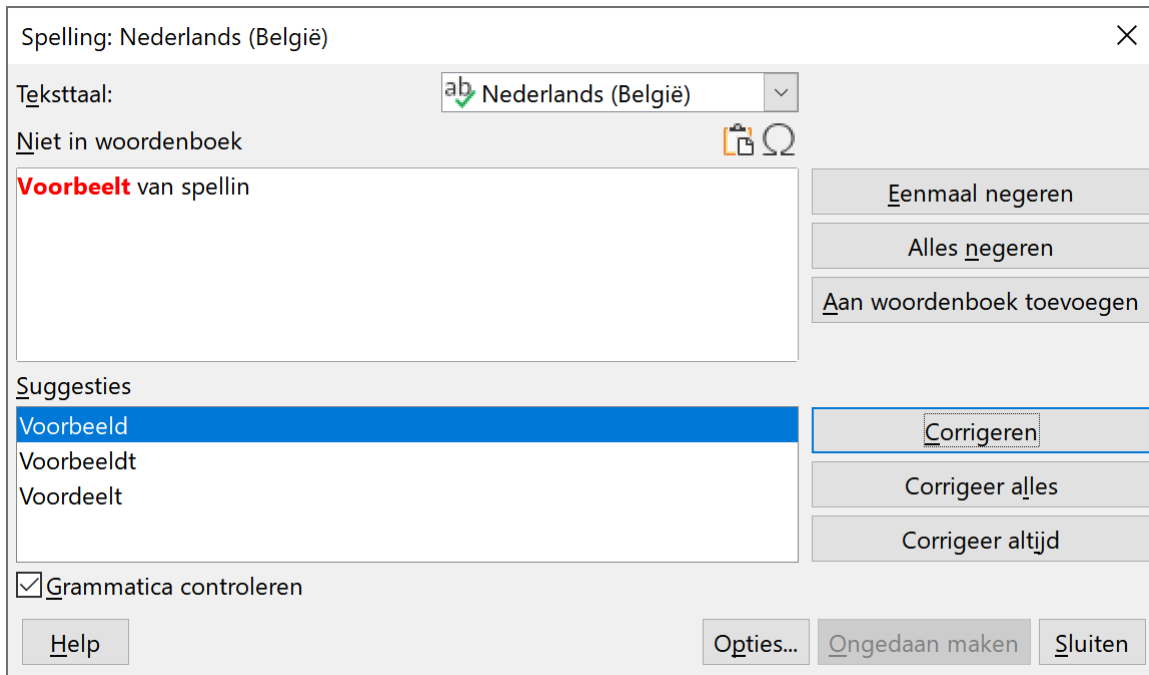 Spelling: Nederlands (België)
Teksttaal:
Nederlands (België)
Niet in woordenboek
Voorbeelt van spellin
Eenmaal negeren
Alles negeren
Aan woordenboek toevoegen
Suggesties
Voorbeeld
Voorbeeldt
Voordeelt
Corrigeren
Corrigeer alles
Corrigeer altijd
Grammatica controleren
Help
Opties...
Ongedaan maken
Sluiten